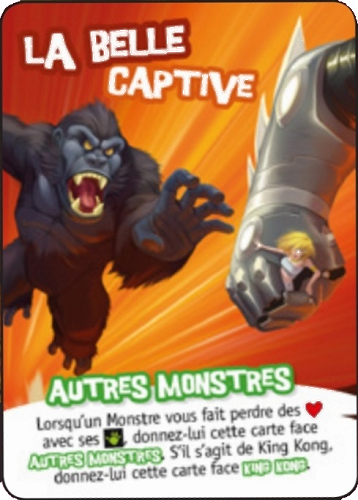 LA BELLE
CAPTIVE
AUTRES MONSTRES
Lorsqu'un Monstre vous fait perdre des
avec ses , donnez-lui cette carte face
AUTRES MONSTRES. S'il s'agit de King Kong,
donnez-lui cette carte face KING KONG.